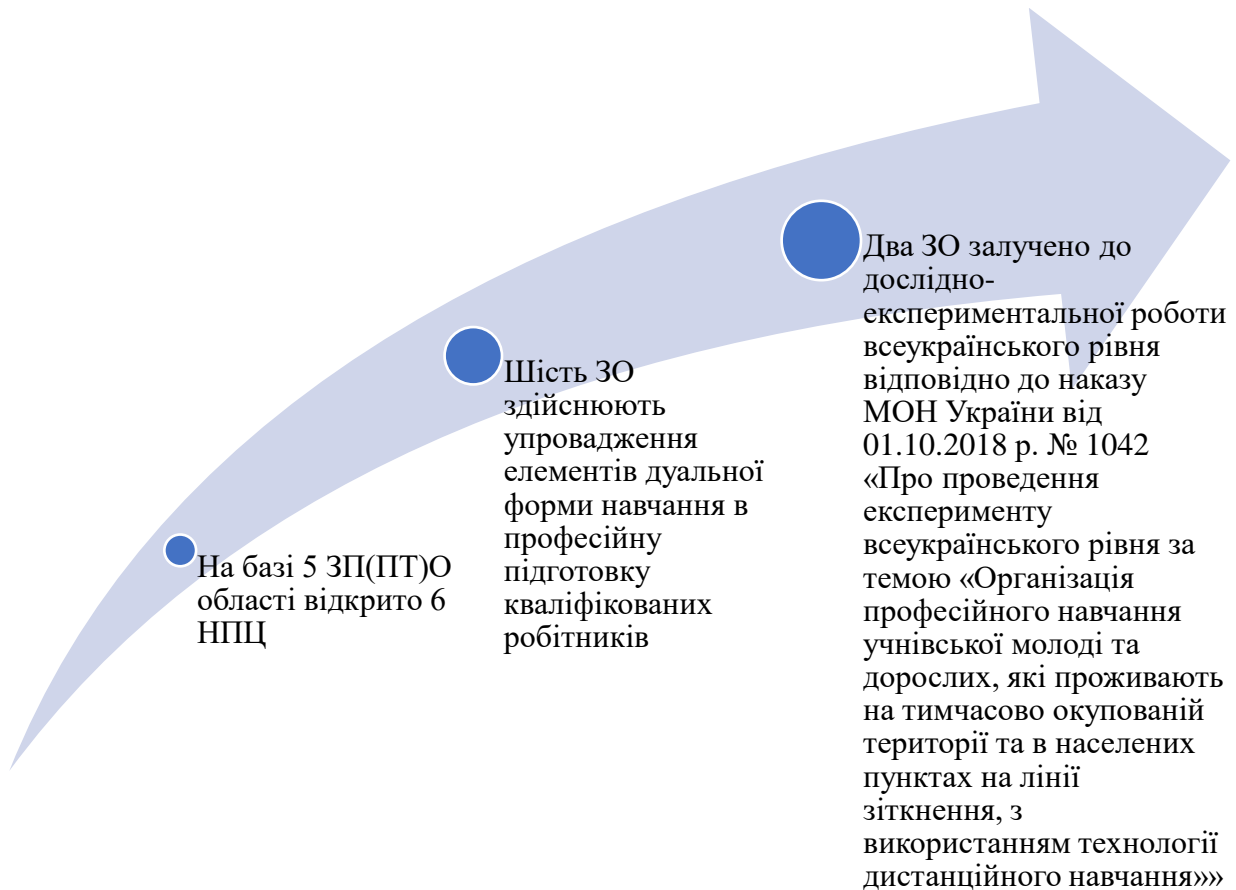 На базі 5 ЗП(ПТ)О
області відкрито 6
НПЦ
Шість ЗО
здійснюють
упровадження
елементів дуальної
форми навчання в
професійну
підготовку
кваліфікованих
робітників
Два ЗО залучено до
дослідно-
експериментальної роботи
всеукраїнського рівня
відповідно до наказу
МОН України від
01.10.2018 р. № 1042
«Про проведення
експерименту
всеукраїнського рівня за
темою «Організація
професійного навчання
учнівської молоді та
дорослих, які проживають
на тимчасово окупованій
території та в населених
пунктах на лінії
зіткнення, з
використанням технології
дистанційного навчання»»